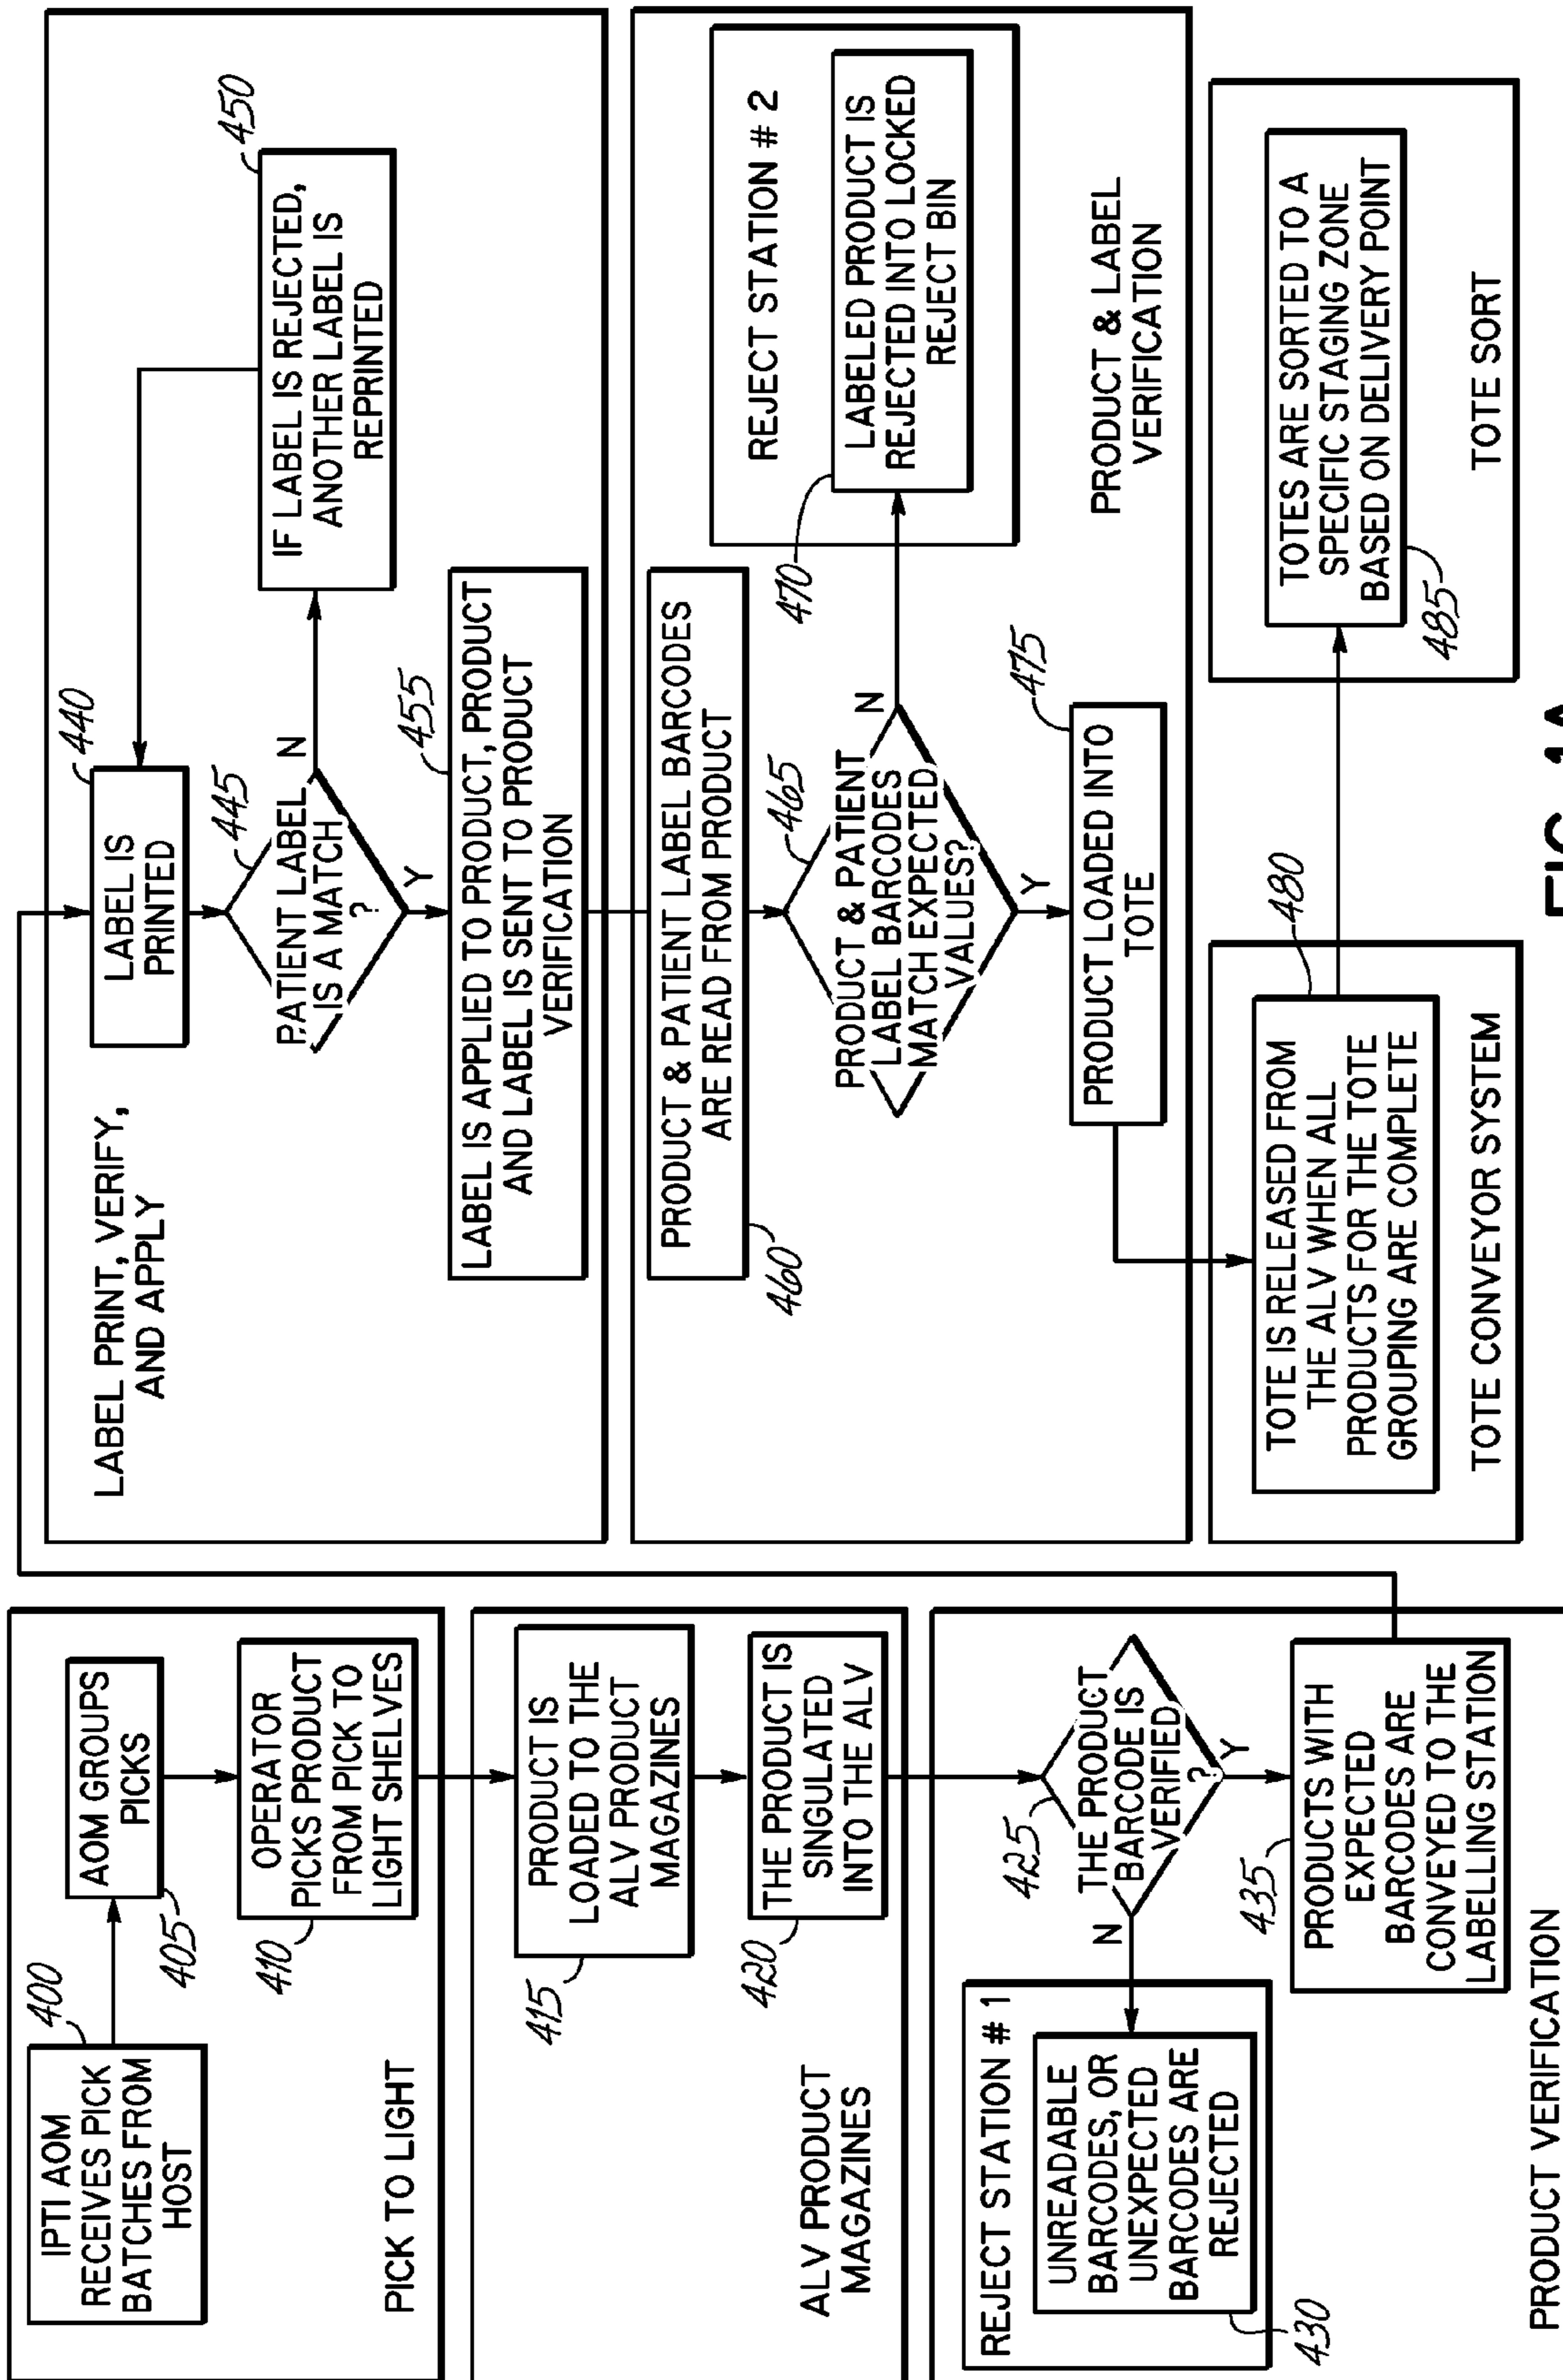 400
IPTI AOM
RECEIVES PICK
BATCHES FROM
HOST
AOM GROUPS
PICKS
405
OPERATOR
PICKS PRODUCT
FROM PICK TO
LIGHT SHELVES
410
PICK TO LIGHT
PRODUCT IS
LOADED TO THE
ALV PRODUCT
MAGAZINES
415
THE PRODUCT IS
SINGULATED
INTO THE ALV
420
ALV PRODUCT
MAGAZINES
425
THE PRODUCT
BARCODE IS
VERIFIED
?
N
Y
REJECT STATION # 1
UNREADABLE
BARCODES, OR
UNEXPECTED
BARCODES ARE
REJECTED
430
435
PRODUCTS WITH
EXPECTED
BARCODES ARE
CONVEYED TO THE
LABELLING STATION
PRODUCT VERIFICATION
LABEL PRINT, VERIFY,
AND APPLY
440
LABEL IS
PRINTED
445
PATIENT LABEL
IS A MATCH
?
N
Y
450
IF LABEL IS REJECTED,
ANOTHER LABEL IS
REPRINTED
455
LABEL IS APPLIED TO PRODUCT, PRODUCT
AND LABEL IS SENT TO PRODUCT
VERIFICATION
PRODUCT & PATIENT LABEL BARCODES
ARE READ FROM PRODUCT
460
465
PRODUCT & PATIENT
LABEL BARCODES
MATCH EXPECTED
VALUES?
N
Y
REJECT STATION # 2
LABELED PRODUCT IS
REJECTED INTO LOCKED
REJECT BIN
470
475
PRODUCT LOADED INTO
TOTE
PRODUCT & LABEL
VERIFICATION
480
TOTE IS RELEASED FROM
THE ALV WHEN ALL
PRODUCTS FOR THE TOTE
GROUPING ARE COMPLETE
TOTE CONVEYOR SYSTEM
TOTES ARE SORTED TO A
SPECIFIC STAGING ZONE
BASED ON DELIVERY POINT
485
TOTE SORT